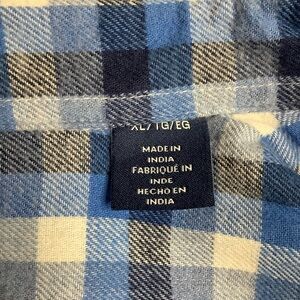 XL/TG/EG
MADE IN
INDIA
FABRIQUÉ IN
INDE
HECHO EN
INDIA